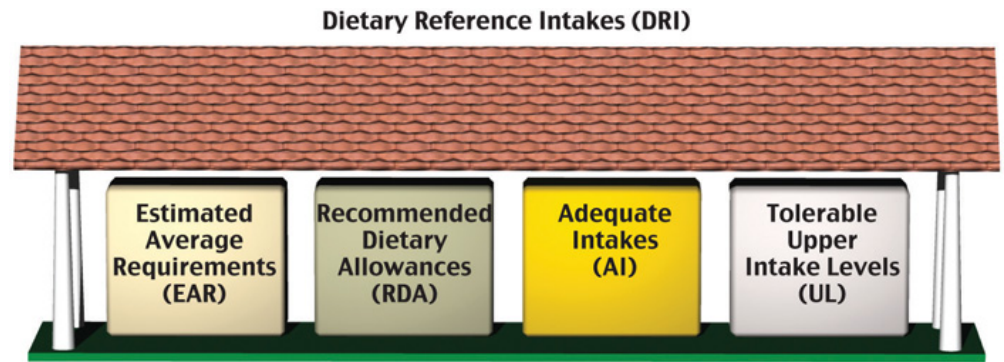 Dietary Reference Intakes (DRI)
Estimated
Average
Requirements
(EAR)
Recommended
Dietary
Allowances
(RDA)
Adequate
Intakes
(AI)
Tolerable
Upper
Intake Levels
(UL)